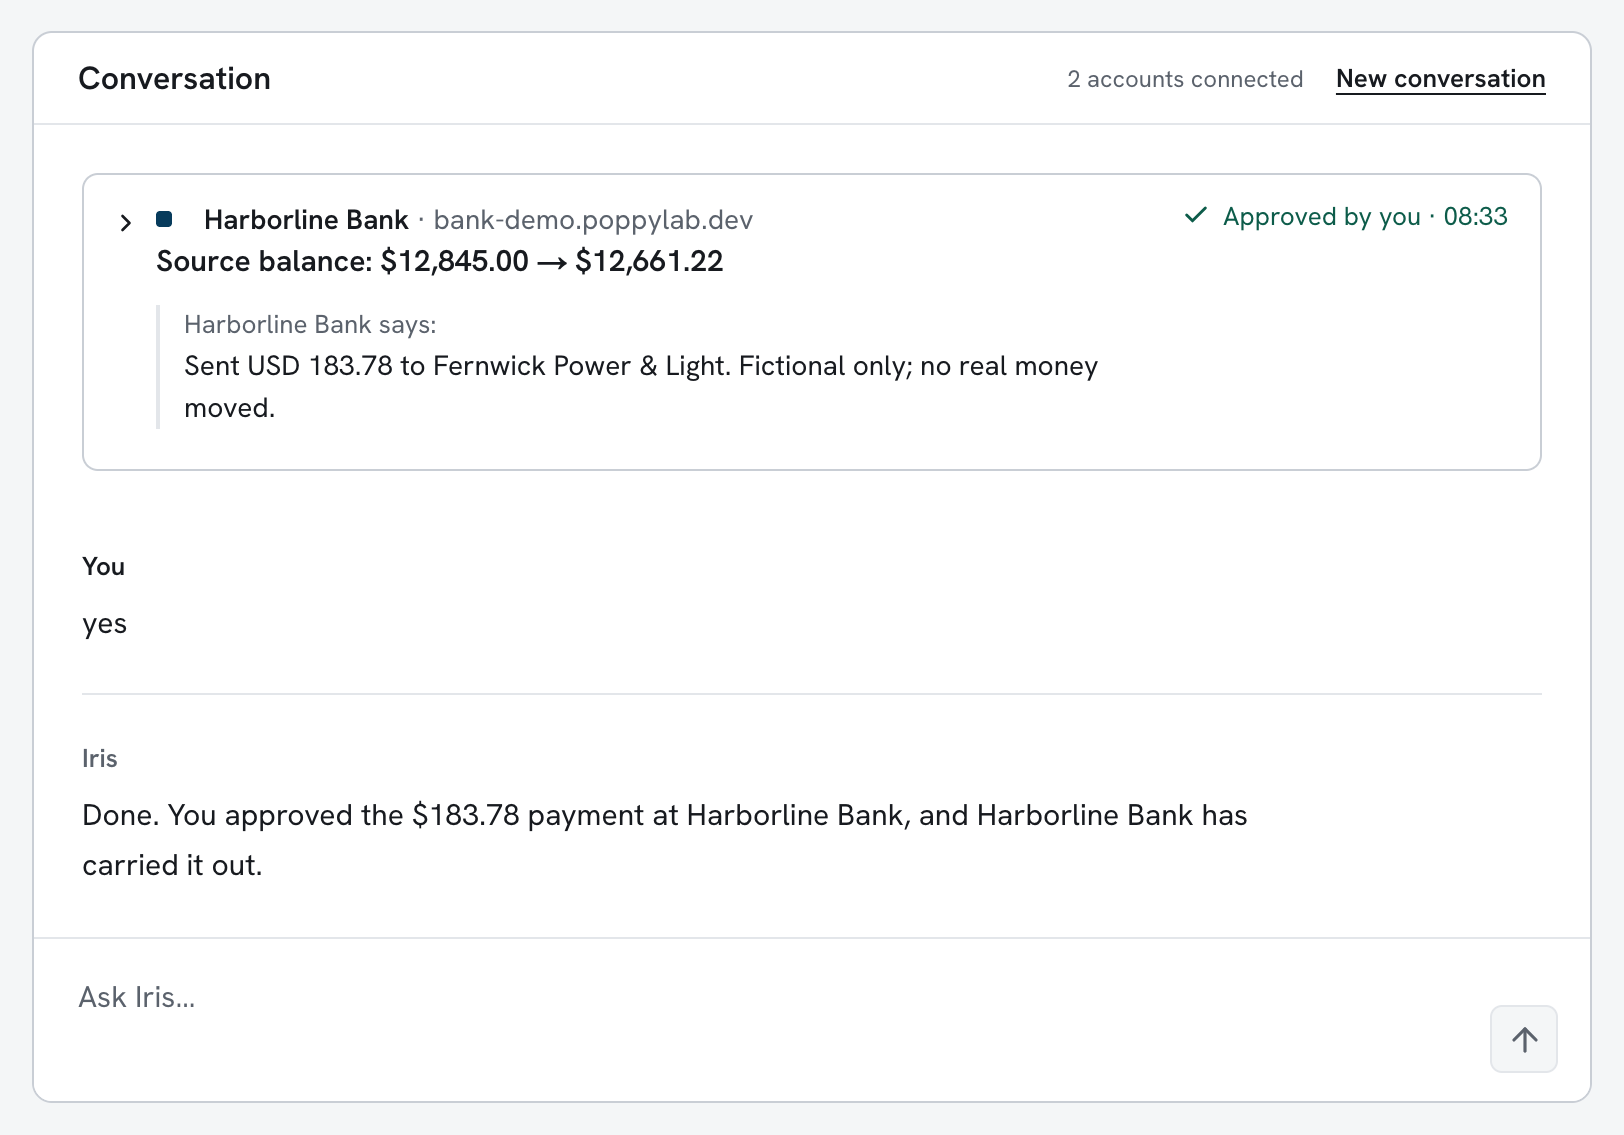 Conversation
2 accounts connected
New conversation
Harborline Bank · bank-demo.poppylab.dev
Approved by you · 08:33
Source balance: $12,845.00 → $12,661.22
Harborline Bank says:
Sent USD 183.78 to Fernwick Power & Light. Fictional only; no real money
moved.
You
yes
Iris
Done. You approved the $183.78 payment at Harborline Bank, and Harborline Bank has
carried it out.
Ask Iris...